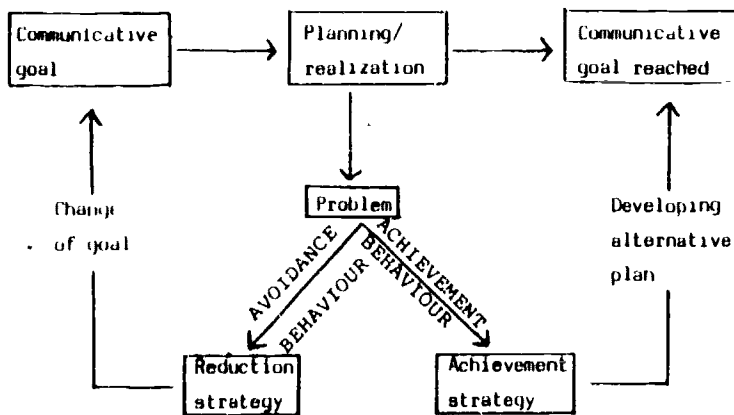 Communicative
goal
Planning/
realization
Communicative
goal reached
Problem
Change
of goal
AVOIDANCE
BEHAVIOUR
ACHIEVEMENT
BEHAVIOUR
Developing
alternative
plan
Reduction
strategy
Achievement
strategy